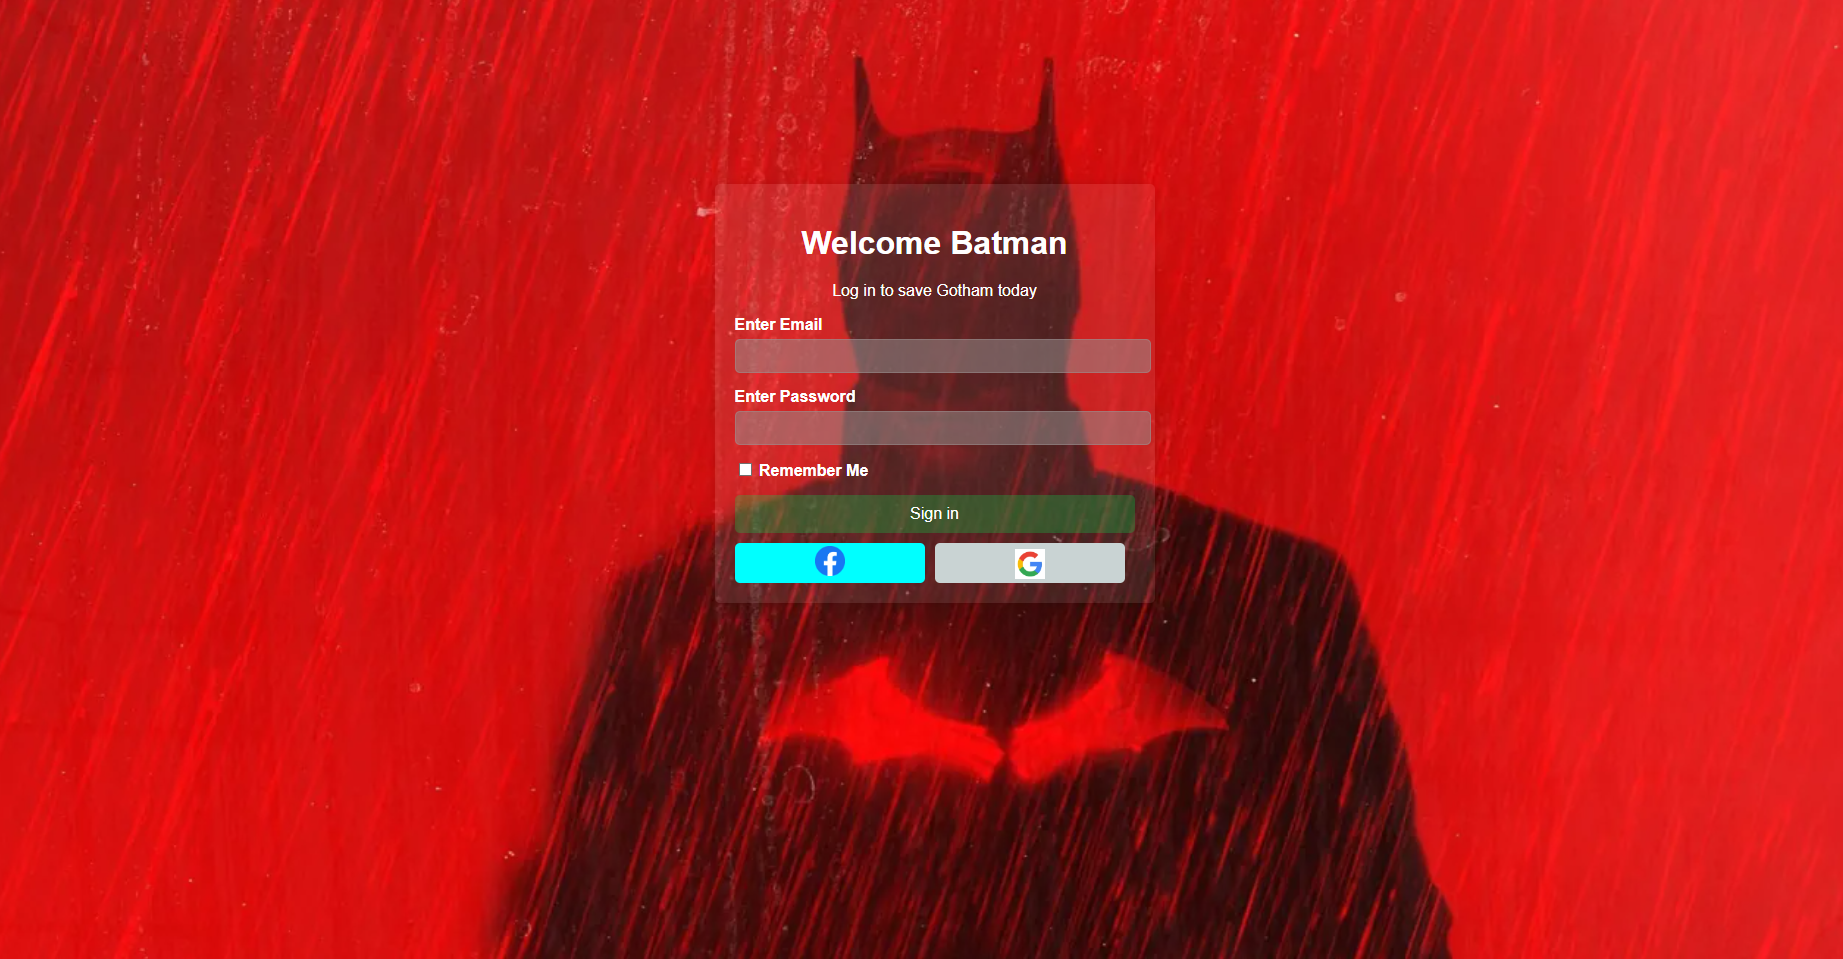 Welcome Batman
Log in to save Gotham today
Enter Email
Enter Password
Remember Me
Sign in